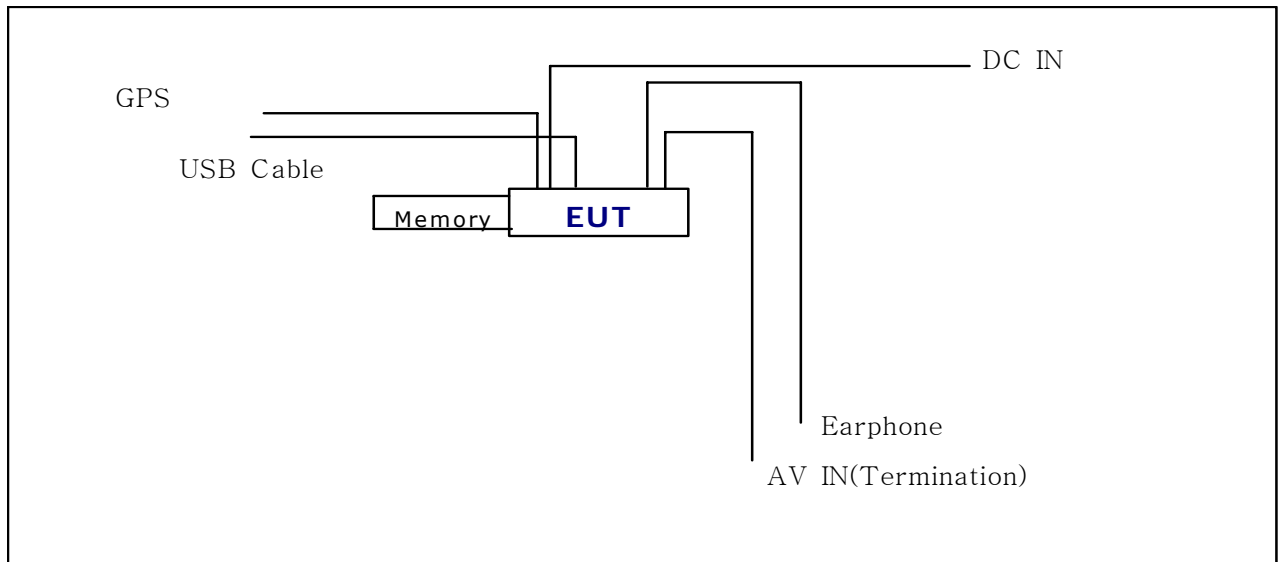 DC IN
GPS
USB Cable
Memory
EUT
Earphone
AV IN(Termination)